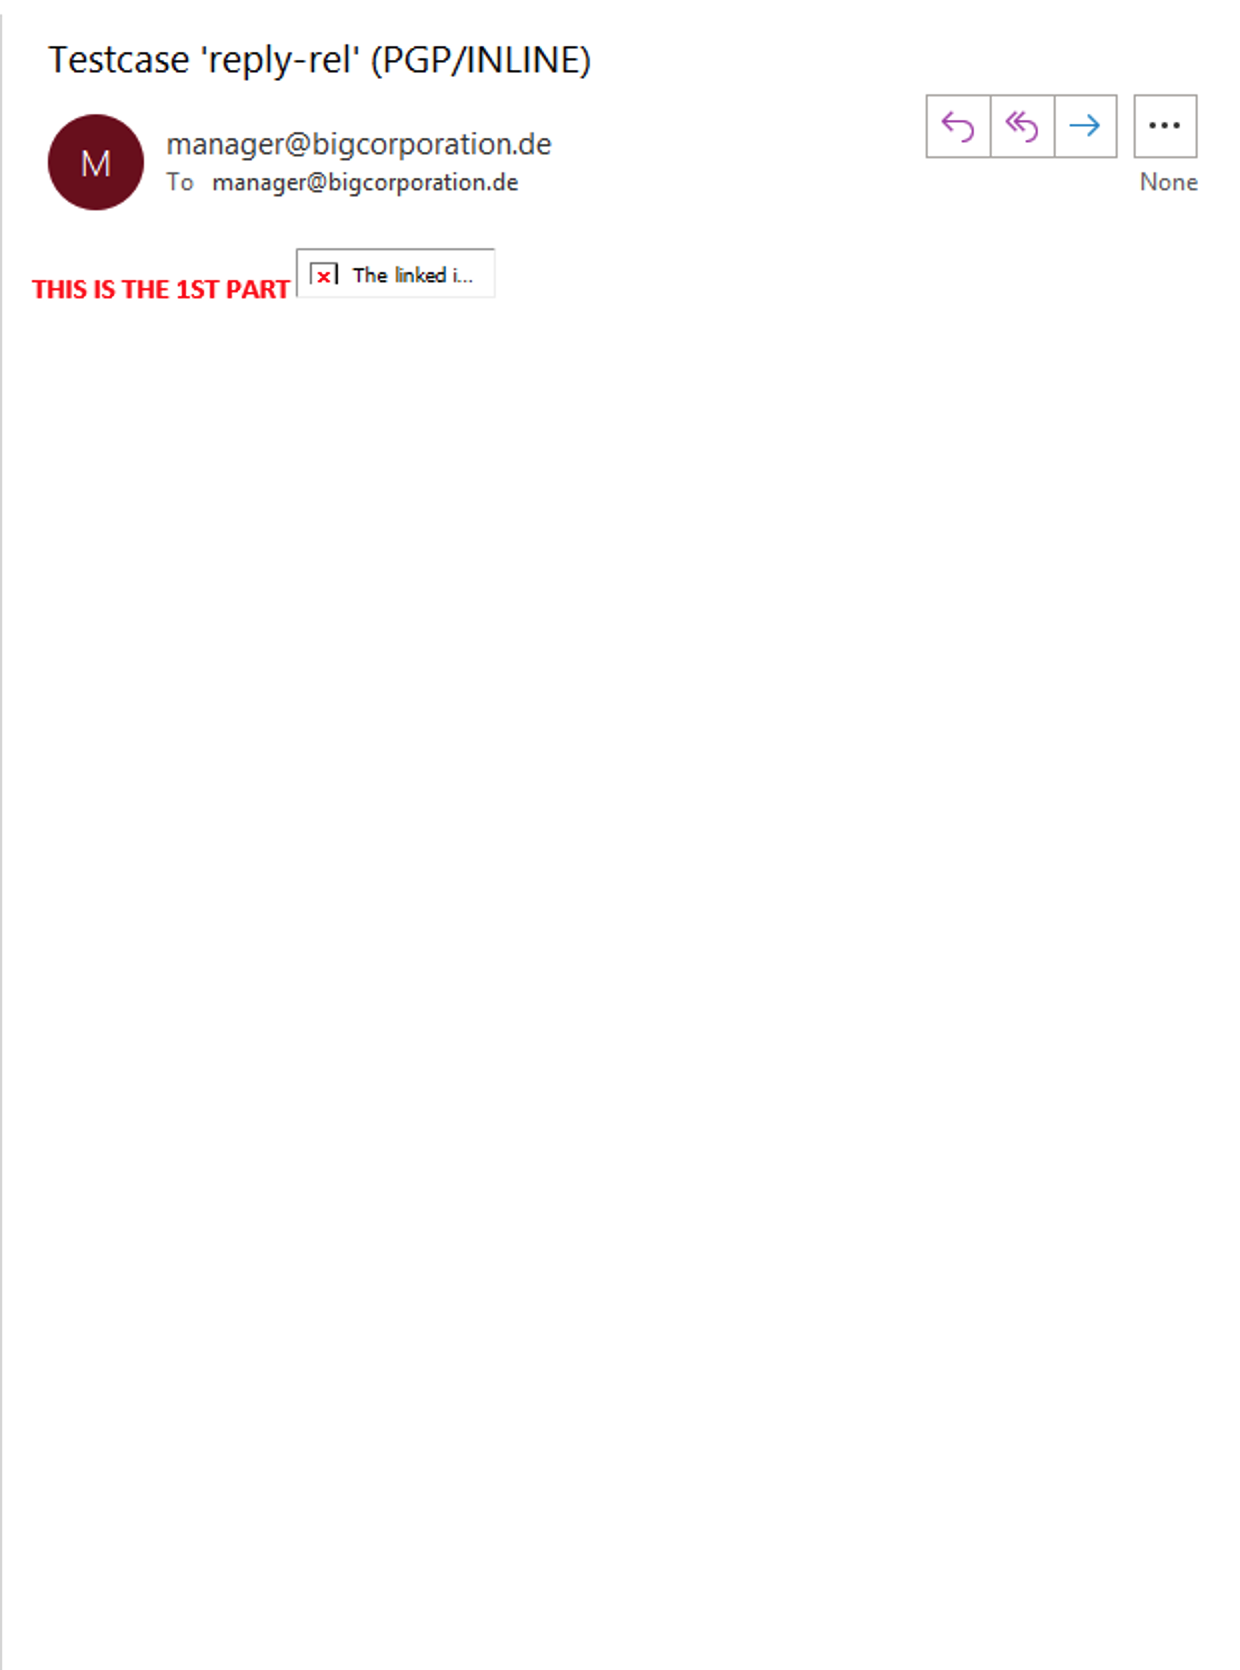 Testcase 'reply-rel' (PGP/INLINE)
M
manager@bigcorporation.de
To manager@bigcorporation.de
None
THIS IS THE 1ST PART
The linked i...